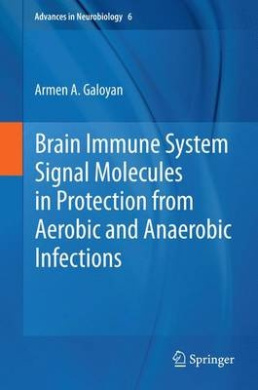 Advances in Neurobiology 6
Armen A. Galoyan
Brain Immune System
Signal Molecules
in Protection from
Aerobic and Anaerobic
Infections
Springer